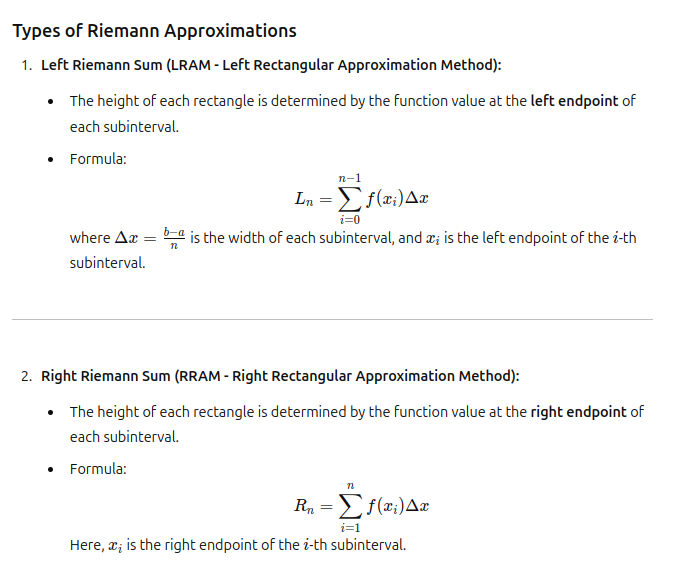 Types of Riemann Approximations
1. Left Riemann Sum (LRAM - Left Rectangular Approximation Method):
• The height of each rectangle is determined by the function value at the left endpoint of
each subinterval.
• Formula:
$$L_n = \sum_{i=0}^{n-1} f(x_i)\Delta x$$
where $\Delta x = \frac{b-a}{n}$ is the width of each subinterval, and $x_i$ is the left endpoint of the $i$-th
subinterval.
2. Right Riemann Sum (RRAM - Right Rectangular Approximation Method):
• The height of each rectangle is determined by the function value at the right endpoint of
each subinterval.
• Formula:
$$R_n = \sum_{i=1}^{n} f(x_i)\Delta x$$
Here, $x_i$ is the right endpoint of the $i$-th subinterval.